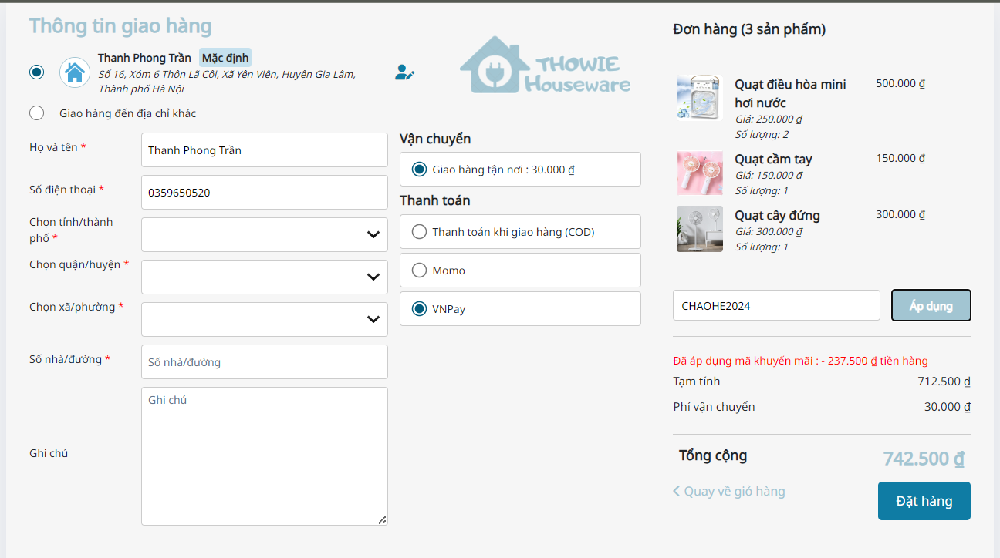 Thông tin giao hàng
Thanh Phong Trần Mặc định
Số 16, Xóm 6 Thôn Lã Côi, Xã Yên Viên, Huyện Gia Lâm,
Thành phố Hà Nội
THOWIE
Houseware
Giao hàng đến địa chỉ khác
Họ và tên *
Thanh Phong Trần
Số điện thoại *
0359650520
Chọn tỉnh/thành
phố *
Chọn quận/huyện *
Chọn xã/phường *
Số nhà/đường *
Số nhà/đường
Ghi chú
Ghi chú
Vận chuyển
Giao hàng tận nơi : 30.000 ₫
Thanh toán
Thanh toán khi giao hàng (COD)
Momo
VNPay
Đơn hàng (3 sản phẩm)
Quạt điều hòa mini 500.000 ₫
hơi nước
Giá: 250.000 ₫
Số lượng: 2
Quạt cầm tay 150.000 ₫
Giá: 150.000 ₫
Số lượng: 1
Quạt cây đứng 300.000 ₫
Giá: 300.000 ₫
Số lượng: 1
CHAOHE2024 Áp dụng
Đã áp dụng mã khuyến mãi : - 237.500 ₫ tiền hàng
Tạm tính 712.500 ₫
Phí vận chuyển 30.000 ₫
Tổng cộng 742.500 ₫
Quay về giỏ hàng Đặt hàng